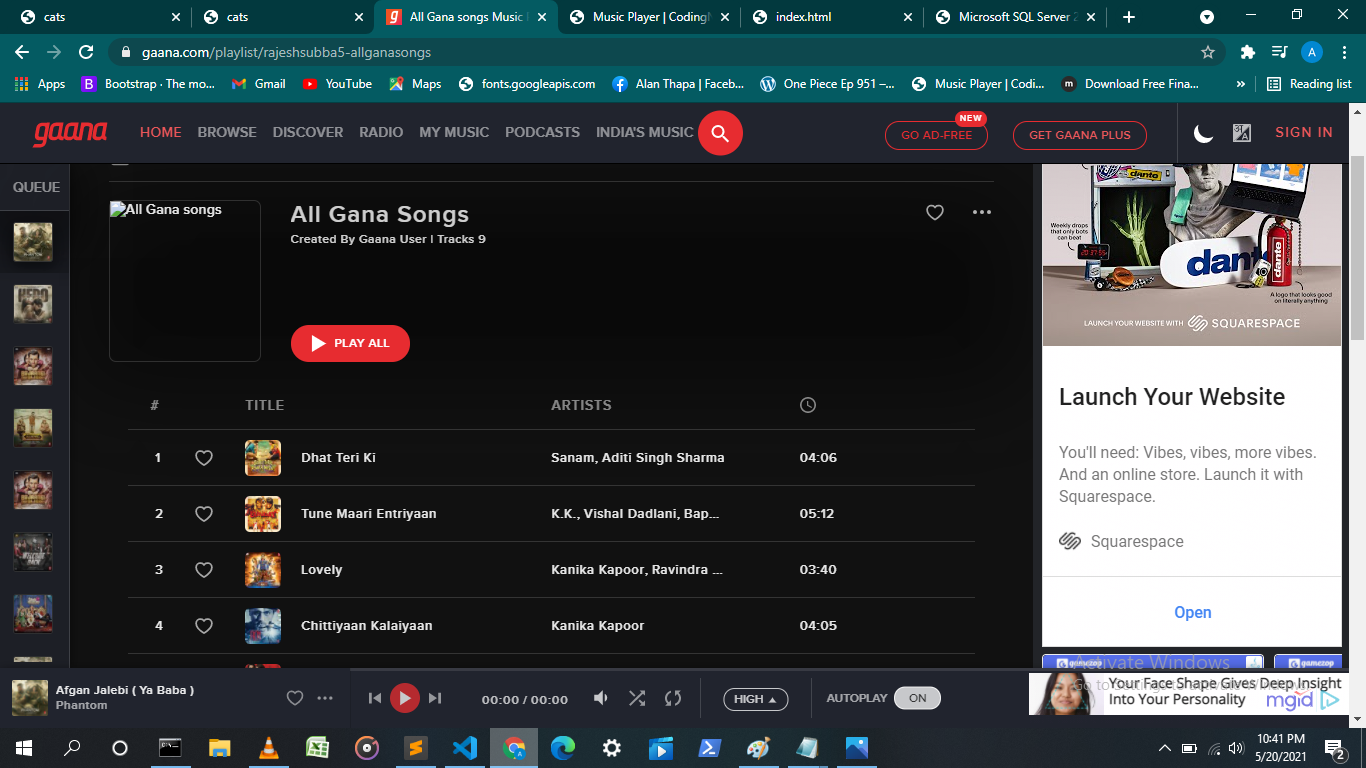 cats
cats
All Gana songs Music
Music Player | Coding
index.html
Microsoft SQL Server
gaana.com/playlist/rajeshsubba5-allganasongs
A
Apps
Bootstrap · The mo...
Gmail
YouTube
Maps
fonts.googleapis.com
Alan Thapa | Faceb...
One Piece Ep 951 –...
Music Player | Codi...
Download Free Fina...
»
Reading list
gaana
HOME
BROWSE
DISCOVER
RADIO
MY MUSIC
PODCASTS
INDIA'S MUSIC
NEW
GO AD-FREE
GET GAANA PLUS
SIGN IN
QUEUE
HERO
All Gana songs
All Gana Songs
Created By Gaana User | Tracks 9
PLAY ALL
# TITLE ARTISTS
1 Dhat Teri Ki Sanam, Aditi Singh Sharma 04:06
2 Tune Maari Entriyaan K.K., Vishal Dadlani, Bap... 05:12
3 Lovely Kanika Kapoor, Ravindra ... 03:40
4 Chittiyaan Kalaiyaan Kanika Kapoor 04:05
dante
Weekly drops
that only bots
can beat
dante
dante
A logo that looks good
on literally anything
LAUNCH YOUR WEBSITE WITH SQUARESPACE
Launch Your Website
You'll need: Vibes, vibes, more vibes.
And an online store. Launch it with
Squarespace.
Squarespace
Open
gamezop
gamezop
Activate Windows
Go to Settings to activate Windows.
Your Face Shape Gives Deep Insight
Into Your Personality
mgid
Afgan Jalebi ( Ya Baba )
Phantom
00:00 / 00:00
HIGH
AUTOPLAY ON
10:41 PM
5/20/2021
2